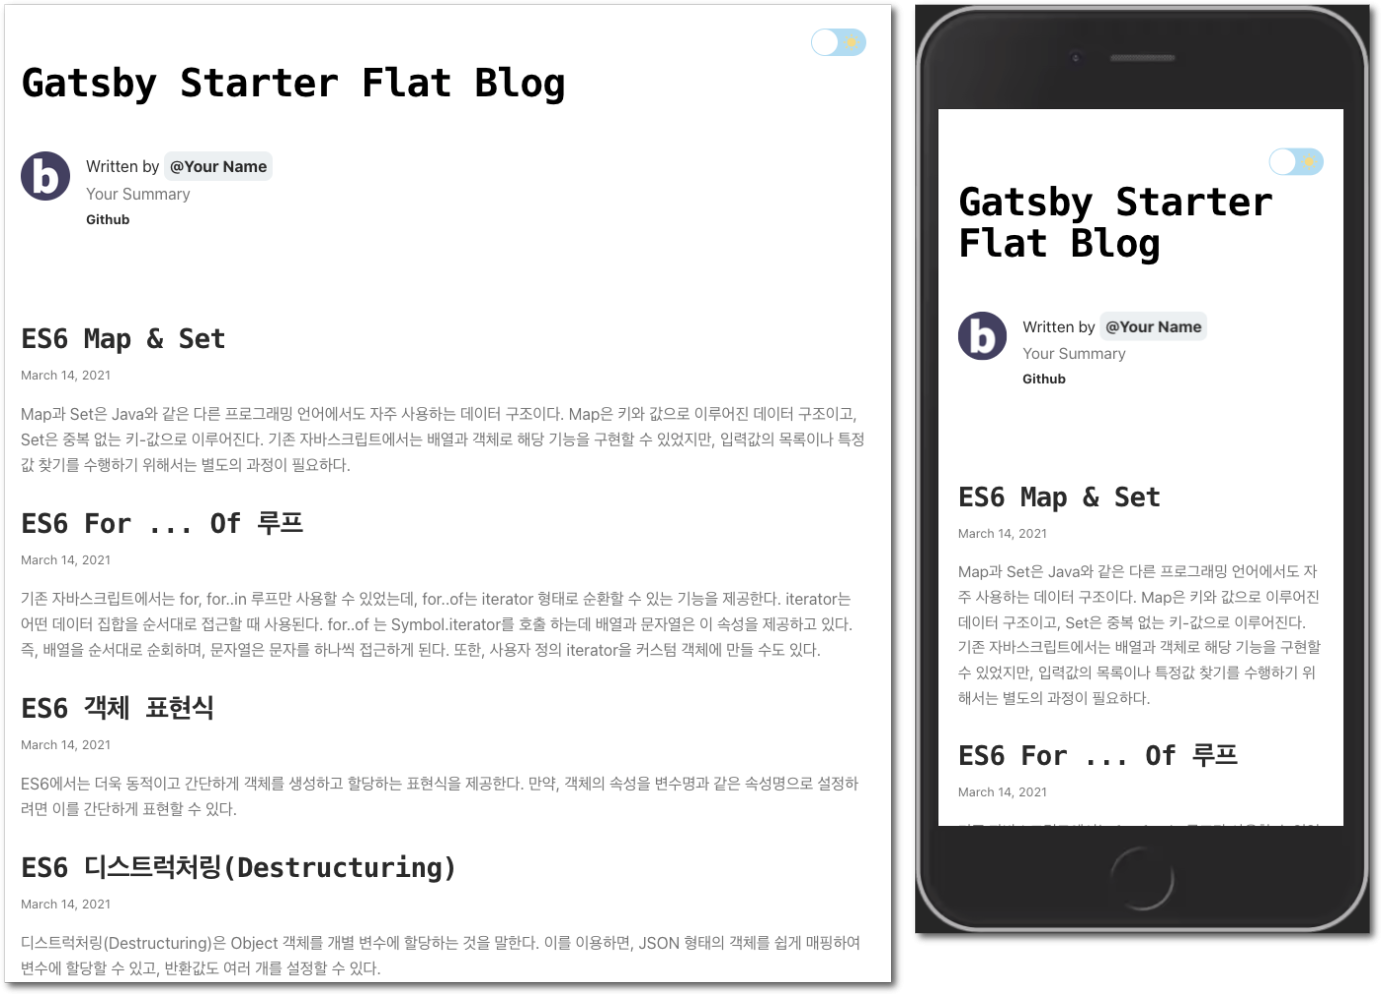 Gatsby Starter Flat Blog
b
Written by @Your Name
Your Summary
Github
ES6 Map & Set
March 14, 2021
Map과 Set은 Java와 같은 다른 프로그래밍 언어에서도 자주 사용하는 데이터 구조이다. Map은 키와 값으로 이루어진 데이터 구조이고,
Set은 중복 없는 키-값으로 이루어진다. 기존 자바스크립트에서는 배열과 객체로 해당 기능을 구현할 수 있었지만, 입력값의 목록이나 특정
값 찾기를 수행하기 위해서는 별도의 과정이 필요하다.
ES6 For ... Of 루프
March 14, 2021
기존 자바스크립트에서는 for, for..in 루프만 사용할 수 있었는데, for..of는 iterator 형태로 순환할 수 있는 기능을 제공한다. iterator는
어떤 데이터 집합을 순서대로 접근할 때 사용된다. for..of 는 Symbol.iterator를 호출 하는데 배열과 문자열은 이 속성을 제공하고 있다.
즉, 배열을 순서대로 순회하며, 문자열은 문자를 하나씩 접근하게 된다. 또한, 사용자 정의 iterator을 커스텀 객체에 만들 수도 있다.
ES6 객체 표현식
March 14, 2021
ES6에서는 더욱 동적이고 간단하게 객체를 생성하고 할당하는 표현식을 제공한다. 만약, 객체의 속성을 변수명과 같은 속성명으로 설정하
려면 이를 간단하게 표현할 수 있다.
ES6 디스트럭처링(Destructuring)
March 14, 2021
디스트럭처링(Destructuring)은 Object 객체를 개별 변수에 할당하는 것을 말한다. 이를 이용하면, JSON 형태의 객체를 쉽게 매핑하여
변수에 할당할 수 있고, 반환값도 여러 개를 설정할 수 있다.
Gatsby Starter
Flat Blog
b
Written by @Your Name
Your Summary
Github
ES6 Map & Set
March 14, 2021
Map과 Set은 Java와 같은 다른 프로그래밍 언어에서도 자
주 사용하는 데이터 구조이다. Map은 키와 값으로 이루어진
데이터 구조이고, Set은 중복 없는 키-값으로 이루어진다.
기존 자바스크립트에서는 배열과 객체로 해당 기능을 구현할
수 있었지만, 입력값의 목록이나 특정값 찾기를 수행하기 위
해서는 별도의 과정이 필요하다.
ES6 For ... Of 루프
March 14, 2021